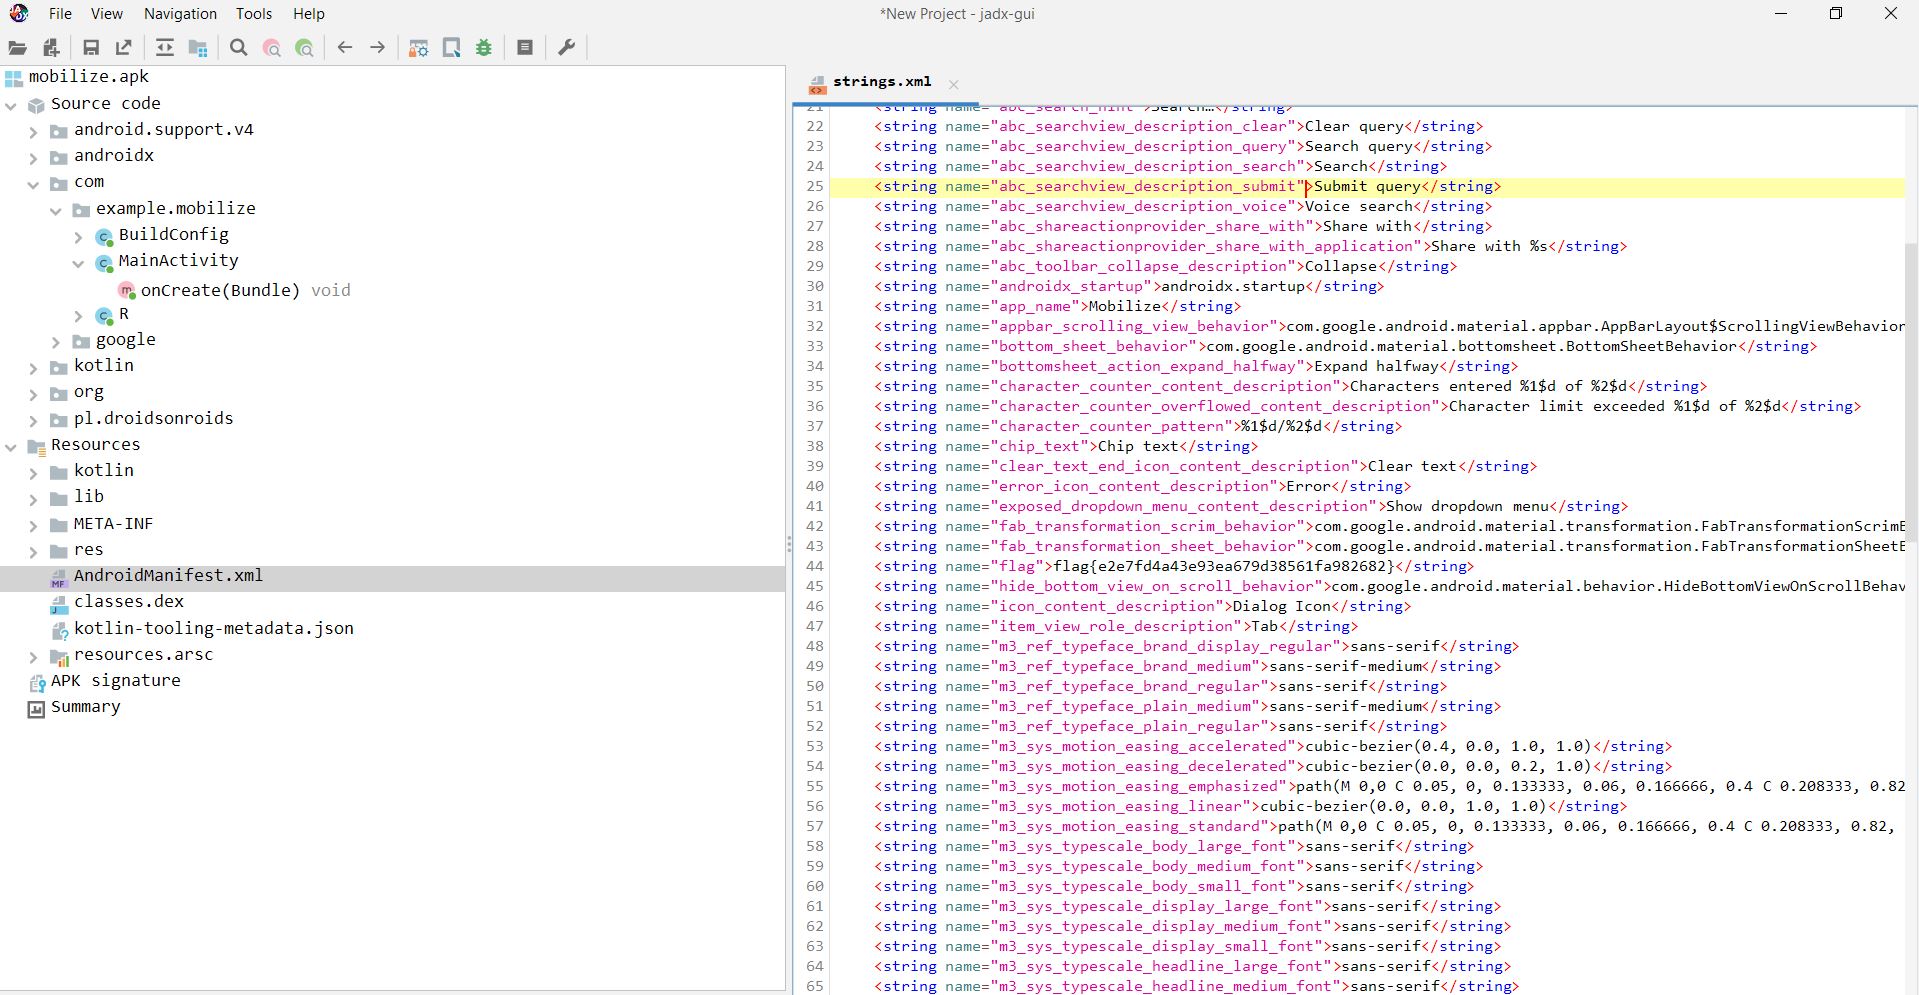 File View Navigation Tools Help
*New Project - jadx-gui
mobilize.apk
Source code
android.support.v4
androidx
com
example.mobilize
BuildConfig
MainActivity
onCreate(Bundle) void
R
google
kotlin
org
pl.droidsonroids
Resources
kotlin
lib
META-INF
res
AndroidManifest.xml
classes.dex
kotlin-tooling-metadata.json
resources.arsc
APK signature
Summary
strings.xml
21 <string name="abc_search_hint">Search…</string>
22 <string name="abc_searchview_description_clear">Clear query</string>
23 <string name="abc_searchview_description_query">Search query</string>
24 <string name="abc_searchview_description_search">Search</string>
25 <string name="abc_searchview_description_submit">Submit query</string>
26 <string name="abc_searchview_description_voice">Voice search</string>
27 <string name="abc_shareactionprovider_share_with">Share with</string>
28 <string name="abc_shareactionprovider_share_with_application">Share with %s</string>
29 <string name="abc_toolbar_collapse_description">Collapse</string>
30 <string name="androidx_startup">androidx.startup</string>
31 <string name="app_name">Mobilize</string>
32 <string name="appbar_scrolling_view_behavior">com.google.android.material.appbar.AppBarLayout$ScrollingViewBehavior
33 <string name="bottom_sheet_behavior">com.google.android.material.bottomsheet.BottomSheetBehavior</string>
34 <string name="bottomsheet_action_expand_halfway">Expand halfway</string>
35 <string name="character_counter_content_description">Characters entered %1$d of %2$d</string>
36 <string name="character_counter_overflowed_content_description">Character limit exceeded %1$d of %2$d</string>
37 <string name="character_counter_pattern">%1$d/%2$d</string>
38 <string name="chip_text">Chip text</string>
39 <string name="clear_text_end_icon_content_description">Clear text</string>
40 <string name="error_icon_content_description">Error</string>
41 <string name="exposed_dropdown_menu_content_description">Show dropdown menu</string>
42 <string name="fab_transformation_scrim_behavior">com.google.android.material.transformation.FabTransformationScrimB
43 <string name="fab_transformation_sheet_behavior">com.google.android.material.transformation.FabTransformationSheetB
44 <string name="flag">flag{e2e7fd4a43e93ea679d38561fa982682}</string>
45 <string name="hide_bottom_view_on_scroll_behavior">com.google.android.material.behavior.HideBottomViewOnScrollBehav
46 <string name="icon_content_description">Dialog Icon</string>
47 <string name="item_view_role_description">Tab</string>
48 <string name="m3_ref_typeface_brand_display_regular">sans-serif</string>
49 <string name="m3_ref_typeface_brand_medium">sans-serif-medium</string>
50 <string name="m3_ref_typeface_brand_regular">sans-serif</string>
51 <string name="m3_ref_typeface_plain_medium">sans-serif-medium</string>
52 <string name="m3_ref_typeface_plain_regular">sans-serif</string>
53 <string name="m3_sys_motion_easing_accelerated">cubic-bezier(0.4, 0.0, 1.0, 1.0)</string>
54 <string name="m3_sys_motion_easing_decelerated">cubic-bezier(0.0, 0.0, 0.2, 1.0)</string>
55 <string name="m3_sys_motion_easing_emphasized">path(M 0,0 C 0.05, 0, 0.133333, 0.06, 0.166666, 0.4 C 0.208333, 0.82
56 <string name="m3_sys_motion_easing_linear">cubic-bezier(0.0, 0.0, 1.0, 1.0)</string>
57 <string name="m3_sys_motion_easing_standard">path(M 0,0 C 0.05, 0, 0.133333, 0.06, 0.166666, 0.4 C 0.208333, 0.82,
58 <string name="m3_sys_typescale_body_large_font">sans-serif</string>
59 <string name="m3_sys_typescale_body_medium_font">sans-serif</string>
60 <string name="m3_sys_typescale_body_small_font">sans-serif</string>
61 <string name="m3_sys_typescale_display_large_font">sans-serif</string>
62 <string name="m3_sys_typescale_display_medium_font">sans-serif</string>
63 <string name="m3_sys_typescale_display_small_font">sans-serif</string>
64 <string name="m3_sys_typescale_headline_large_font">sans-serif</string>
65 <string name="m3_sys_typescale_headline_medium_font">sans-serif</string>